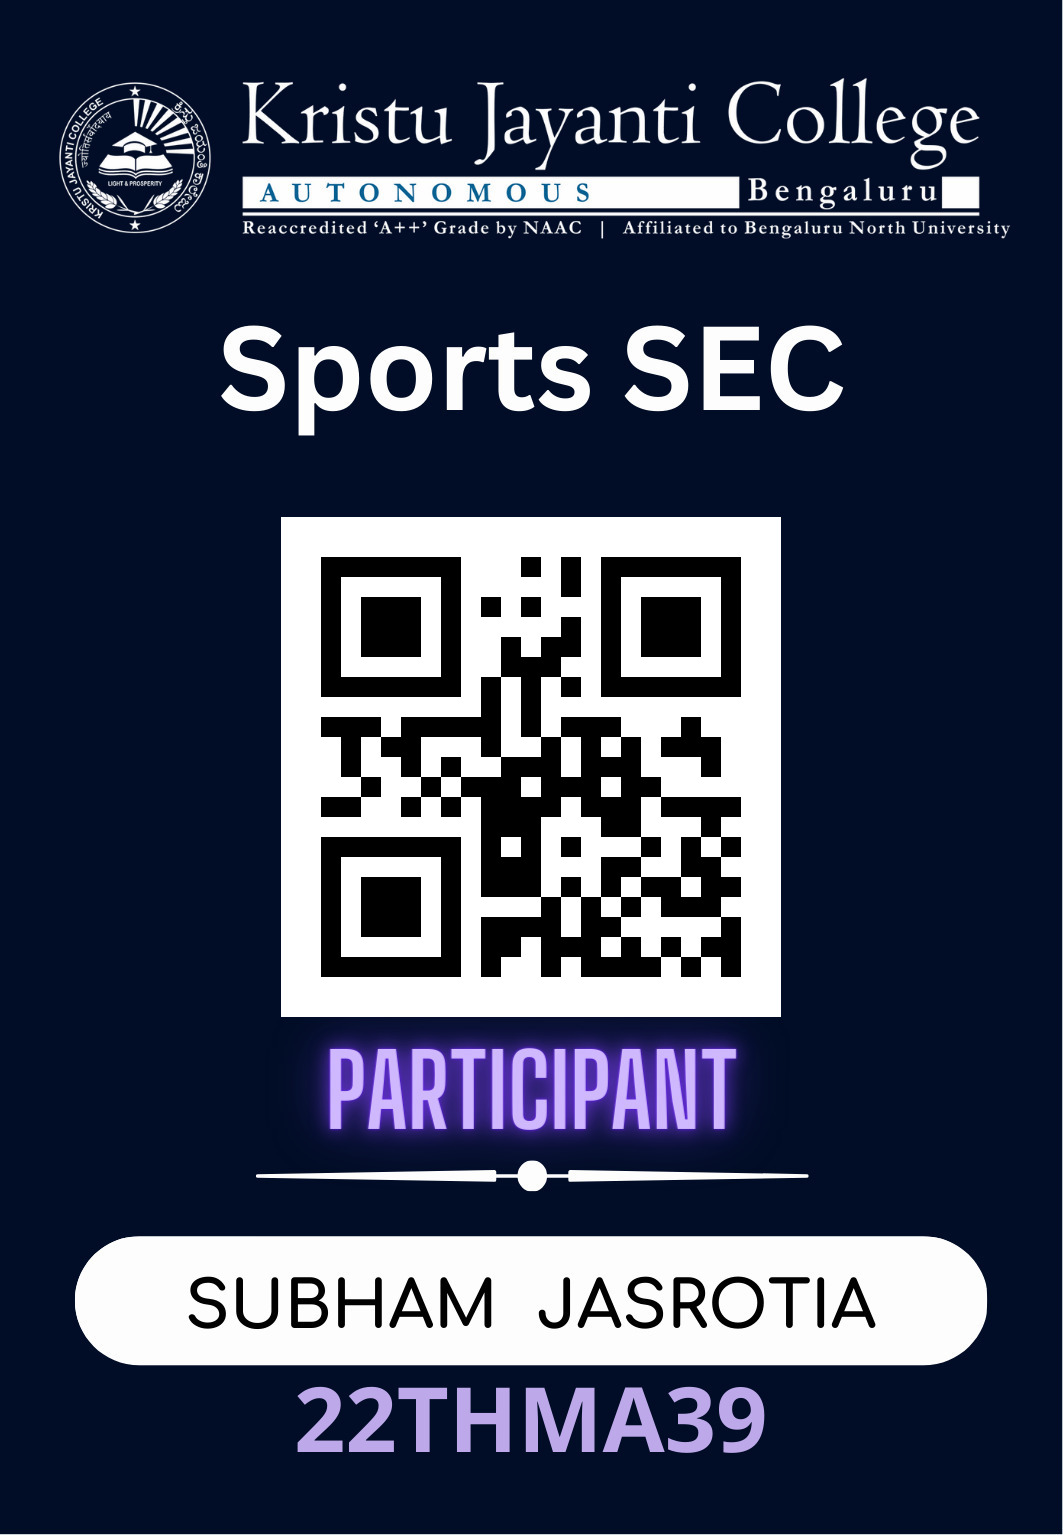 KRISTU JAYANTI COLLEGE
ಕ್ರಿಸ್ತು ಜಯಂತಿ ಕಾಲೇಜು
LIGHT & PROSPERITY
Kristu Jayanti College
AUTONOMOUS Bengaluru
Reaccredited ‘A++’ Grade by NAAC | Affiliated to Bengaluru North University
Sports SEC
PARTICIPANT
SUBHAM JASROTIA
22THMA39